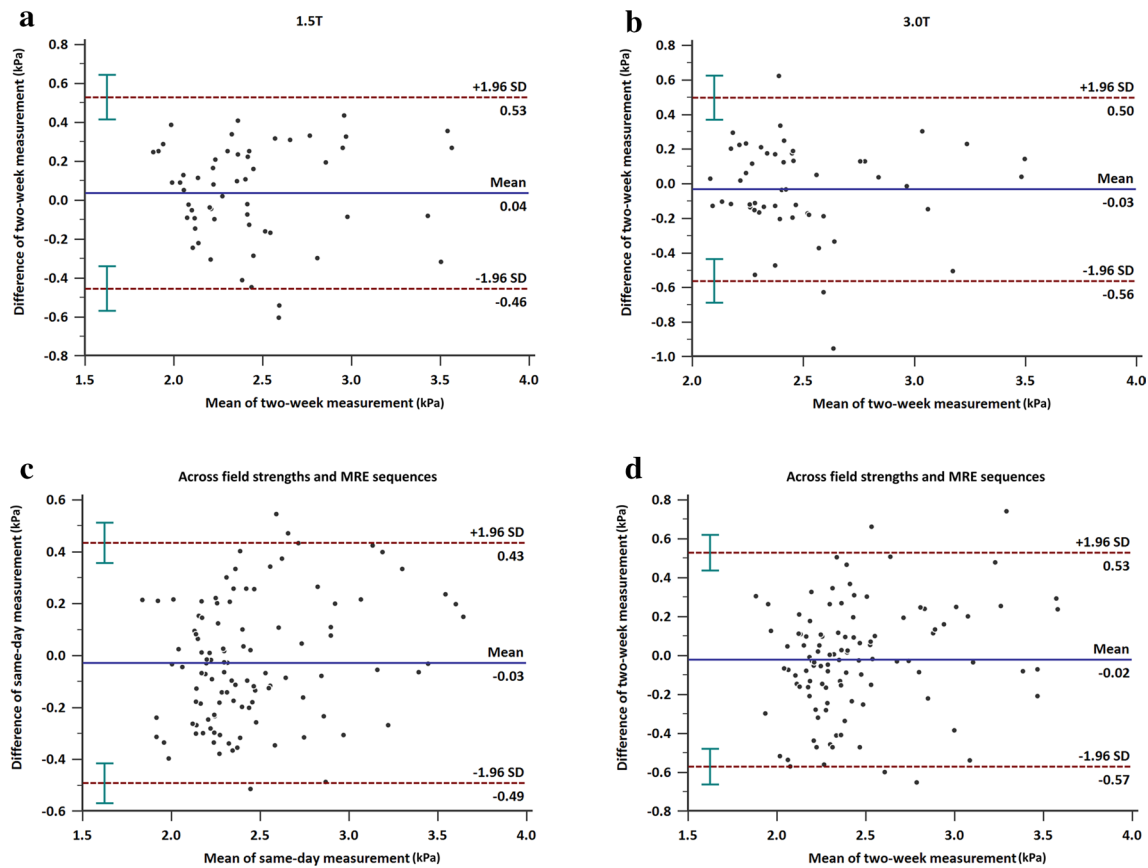 a
1.5T
Difference of two-week measurement (kPa)
0.8
0.6
0.4
0.2
0.0
-0.2
-0.4
-0.6
-0.8
+1.96 SD
0.53
Mean
0.04
-1.96 SD
-0.46
1.5
2.0
2.5
3.0
3.5
4.0
Mean of two-week measurement (kPa)
b
3.0T
Difference of two-week measurement (kPa)
0.8
0.6
0.4
0.2
0.0
-0.2
-0.4
-0.6
-0.8
-1.0
+1.96 SD
0.50
Mean
-0.03
-1.96 SD
-0.56
2.0
2.5
3.0
3.5
4.0
Mean of two-week measurement (kPa)
c
Across field strengths and MRE sequences
Difference of same-day measurement (kPa)
0.6
0.4
0.2
0.0
-0.2
-0.4
-0.6
+1.96 SD
0.43
Mean
-0.03
-1.96 SD
-0.49
1.5
2.0
2.5
3.0
3.5
4.0
Mean of same-day measurement (kPa)
d
Across field strengths and MRE sequences
Difference of two-week measurement (kPa)
0.8
0.6
0.4
0.2
0.0
-0.2
-0.4
-0.6
-0.8
+1.96 SD
0.53
Mean
-0.02
-1.96 SD
-0.57
1.5
2.0
2.5
3.0
3.5
4.0
Mean of two-week measurement (kPa)